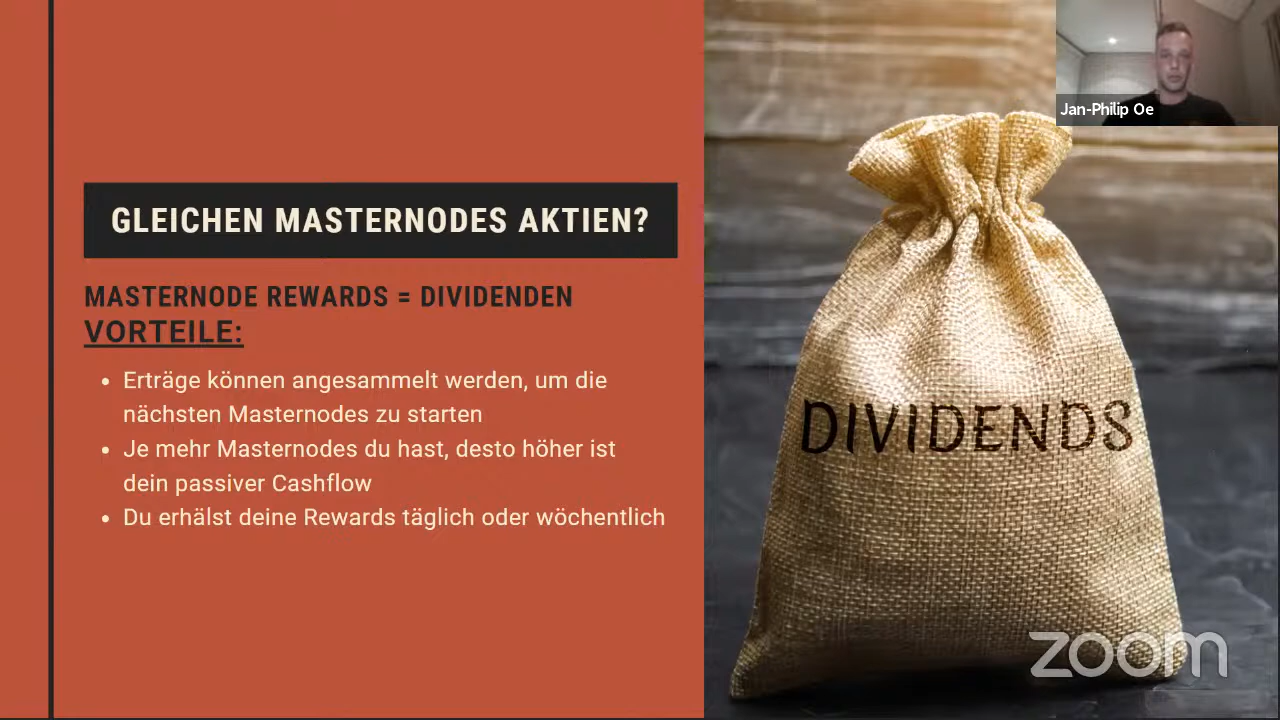 Jan-Philip Oe
GLEICHEN MASTERNODES AKTIEN?
MASTERNODE REWARDS = DIVIDENDEN
VORTEILE:
• Erträge können angesammelt werden, um die
nächsten Masternodes zu starten
• Je mehr Masternodes du hast, desto höher ist
dein passiver Cashflow
• Du erhälst deine Rewards täglich oder wöchentlich
DIVIDENDS
zoom